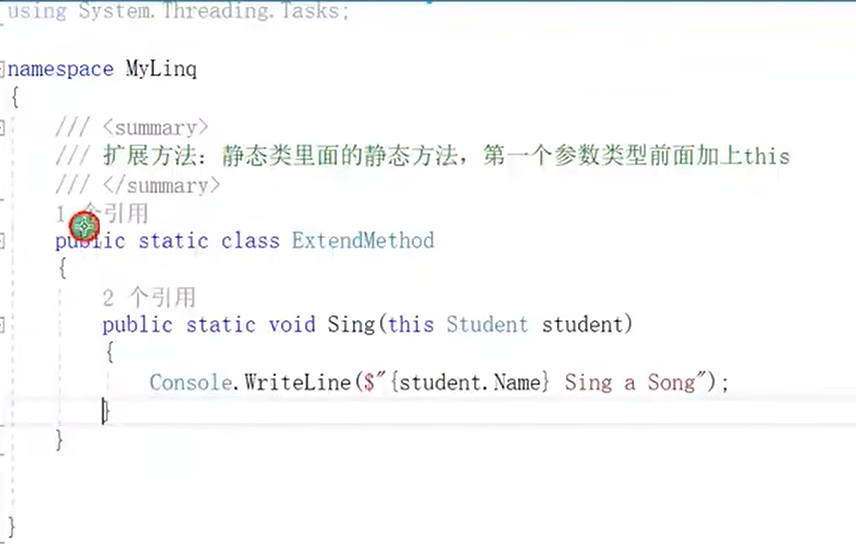 using System.Threading.Tasks;
namespace MyLinq
{
/// <summary>
/// 扩展方法：静态类里面的静态方法，第一个参数类型前面加上this
/// </summary>
1 个引用
public static class ExtendMethod
{
2 个引用
public static void Sing(this Student student)
{
Console.WriteLine($"{student.Name} Sing a Song");
}
}
}